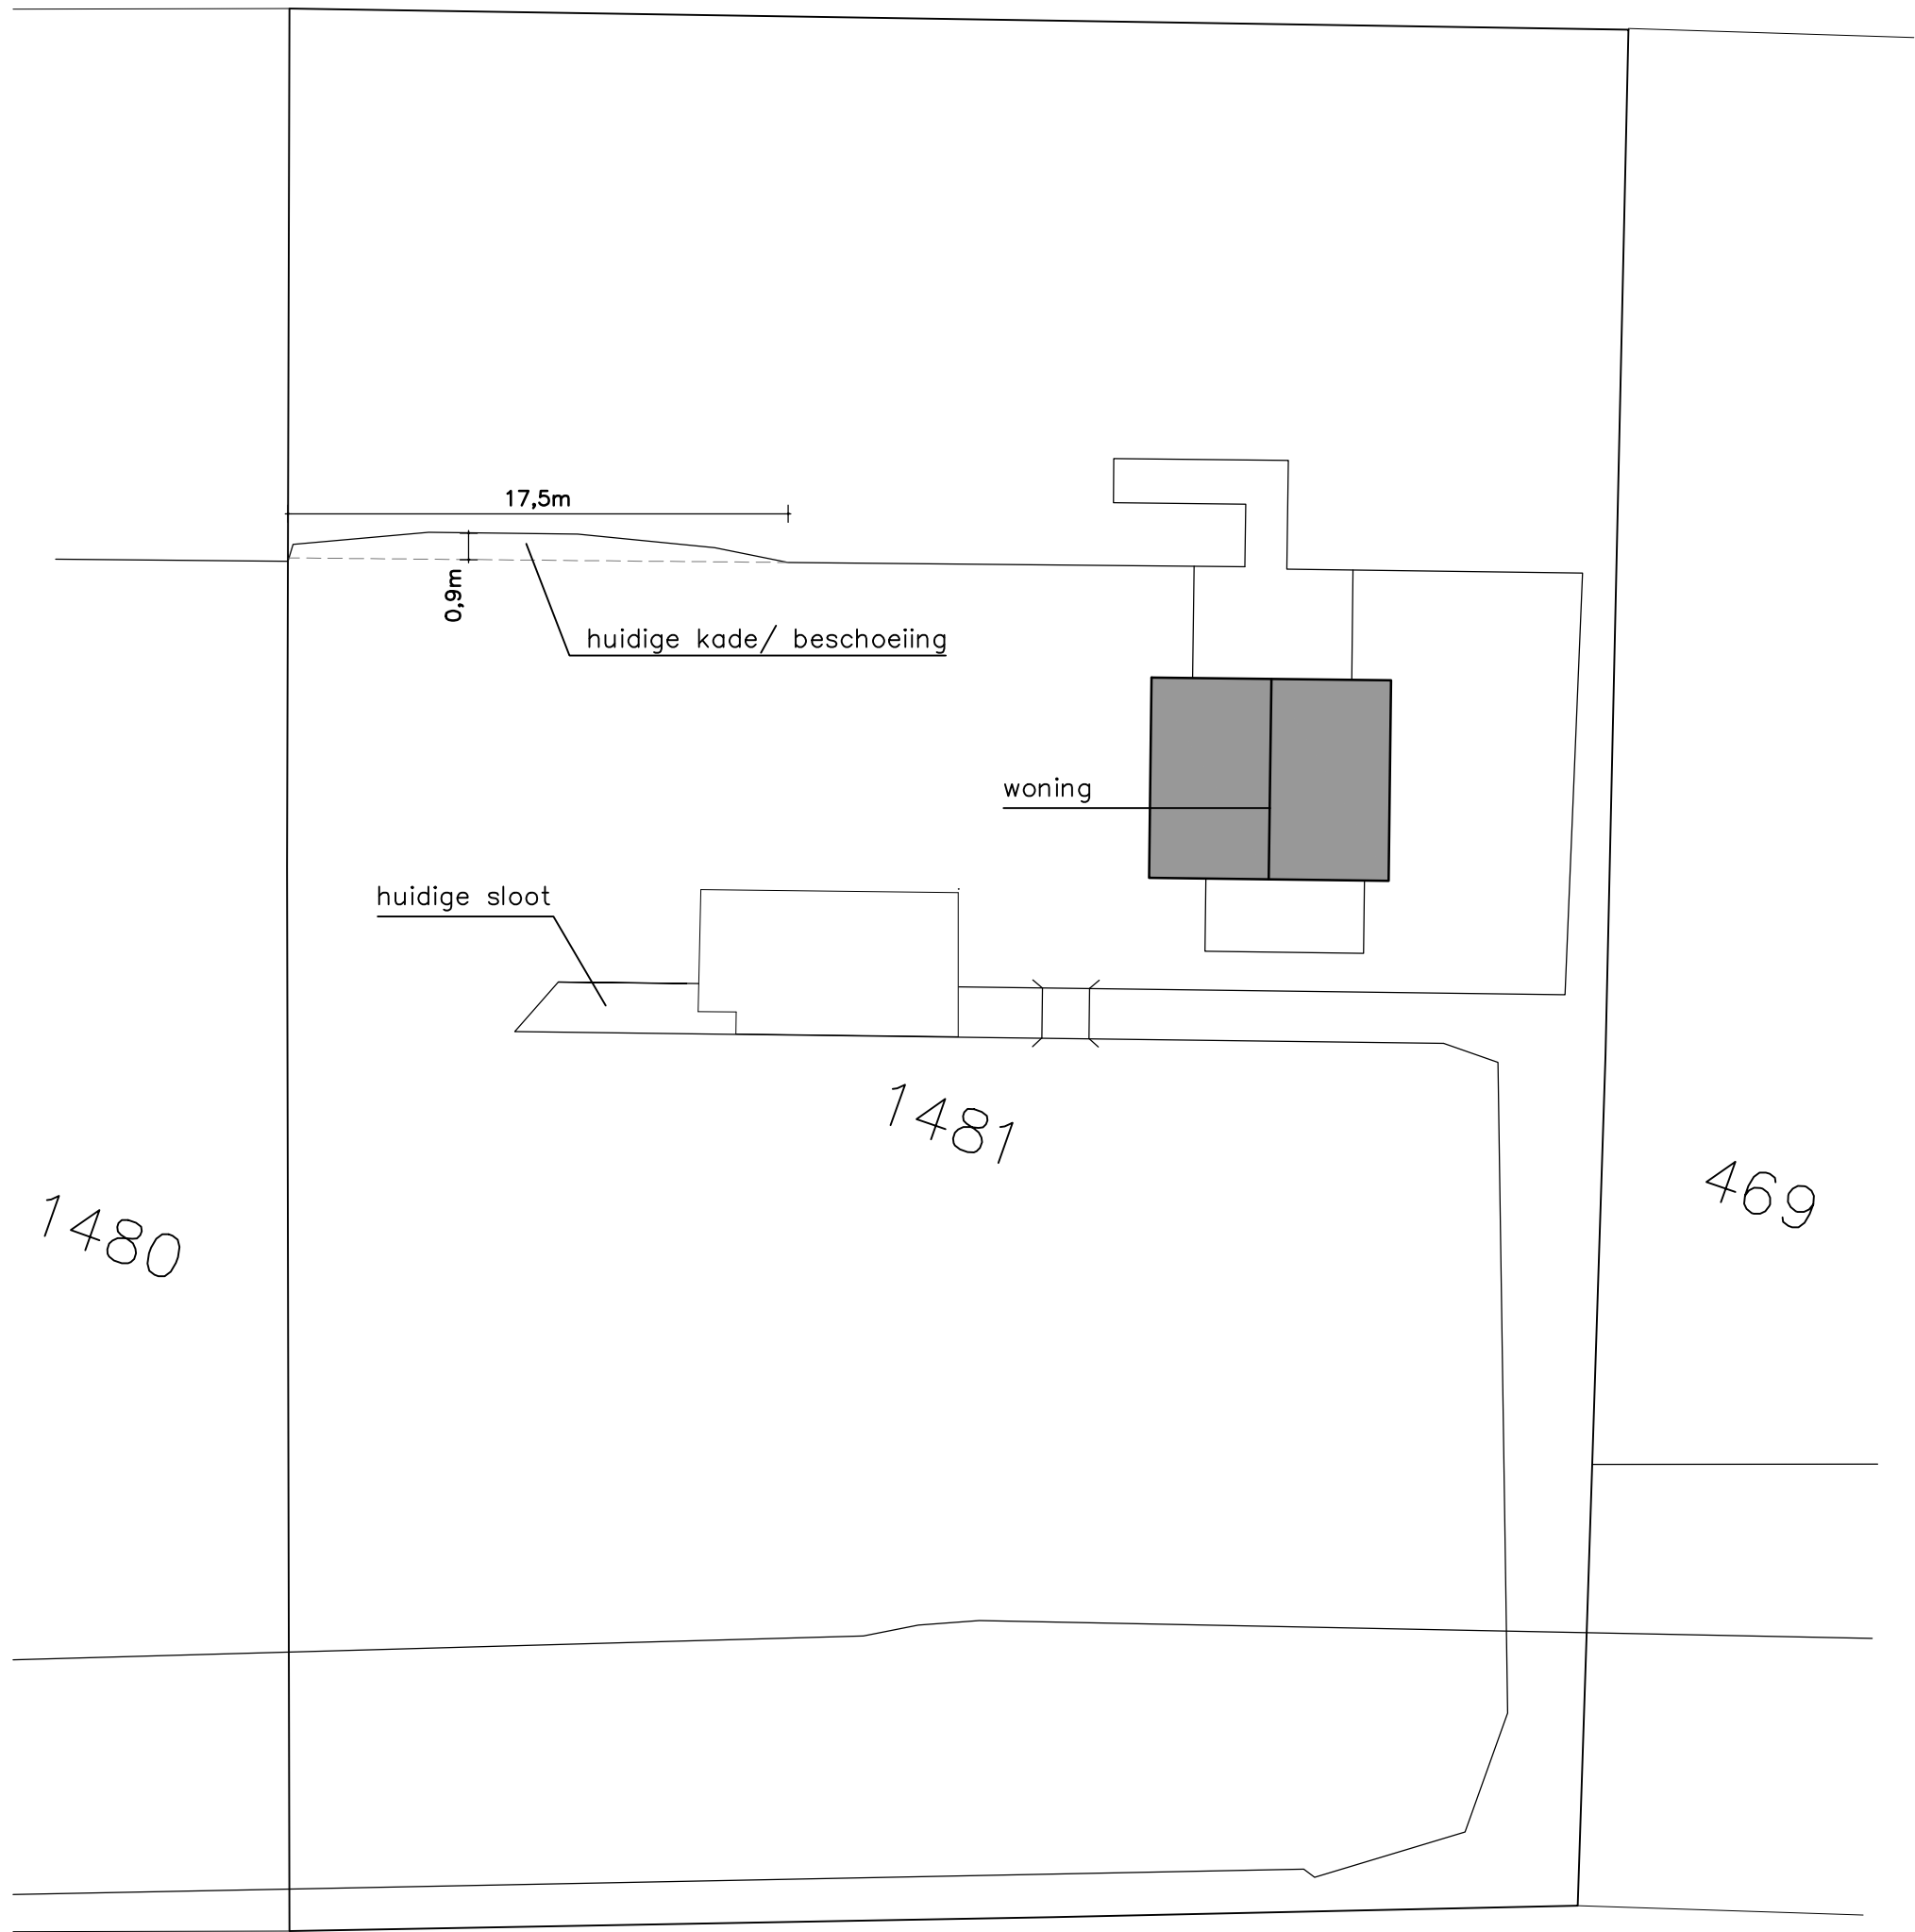 17,5m
0,9m
huidige kade/ beschoeiing
woning
huidige sloot
1481
469
1480